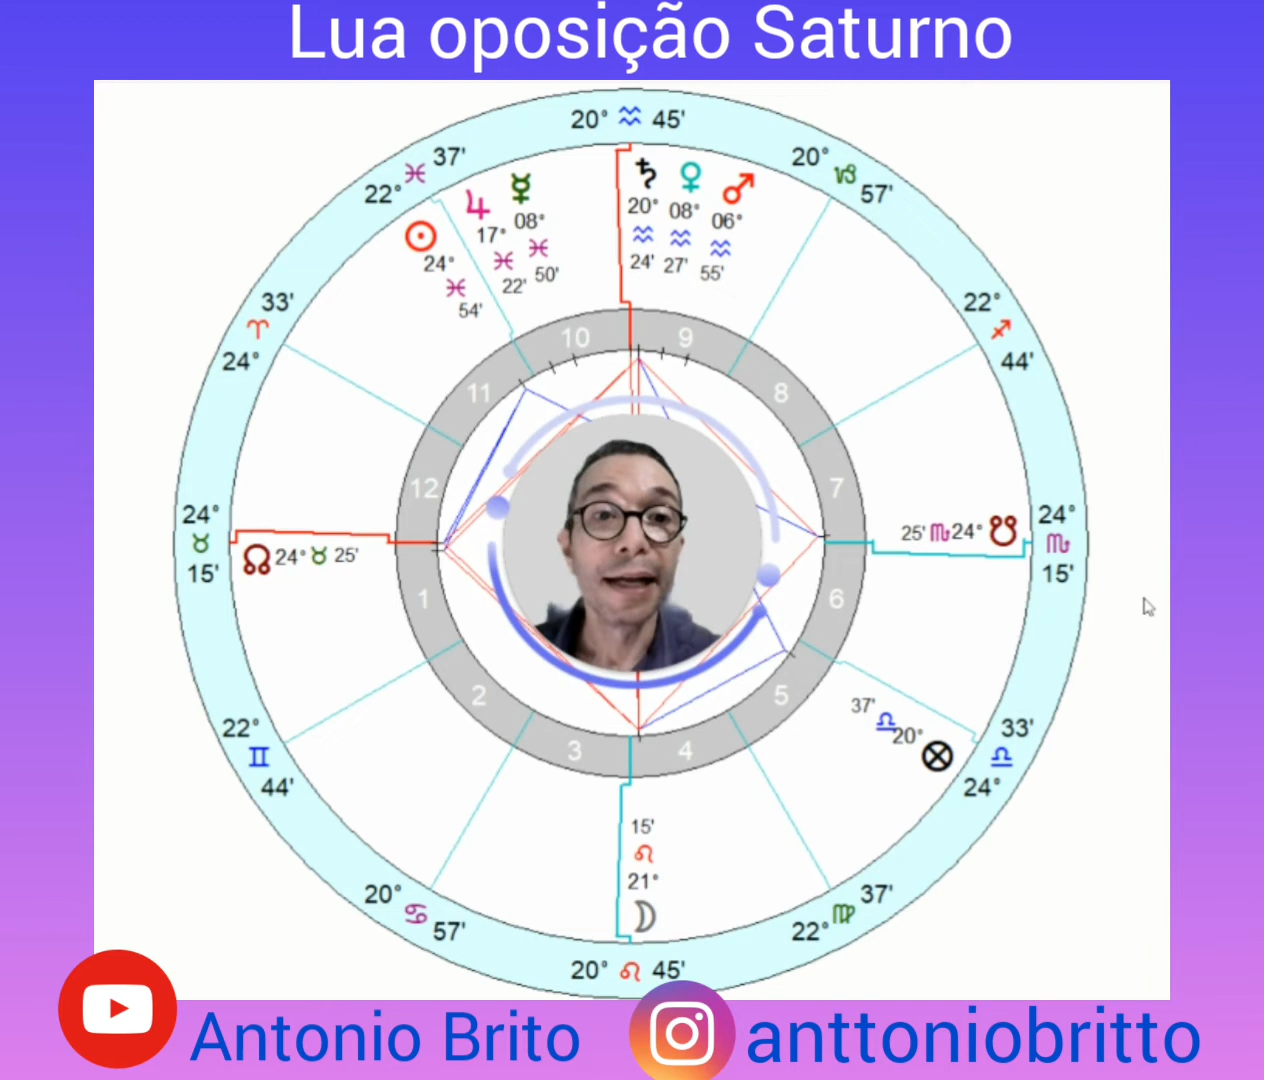 Lua oposição Saturno
20° ♒ 45'
22° ♓ 37'
20° ♑ 57'
♄ ♀ ♂
20° 08° 06°
♒ ♒ ♒
24' 27' 55'
♃ ☿
17° 08°
♓ ♓
22' 50'
☉
24°
♓
54'
33'
♈
24°
22°
♐
44'
10 9
11 8
12 7
1 6
2 5
3 4
24°
♉
15'
☊ 24° ♉ 25'
25' ♏ 24° ☋
24°
♏
15'
22°
♊
44'
37' ♎ 20° ⊗
33'
♎
24°
15'
♌
21°
☽
20° ♋ 57'
22° ♍ 37'
20° ♌ 45'
Antonio Brito
anttoniobritto